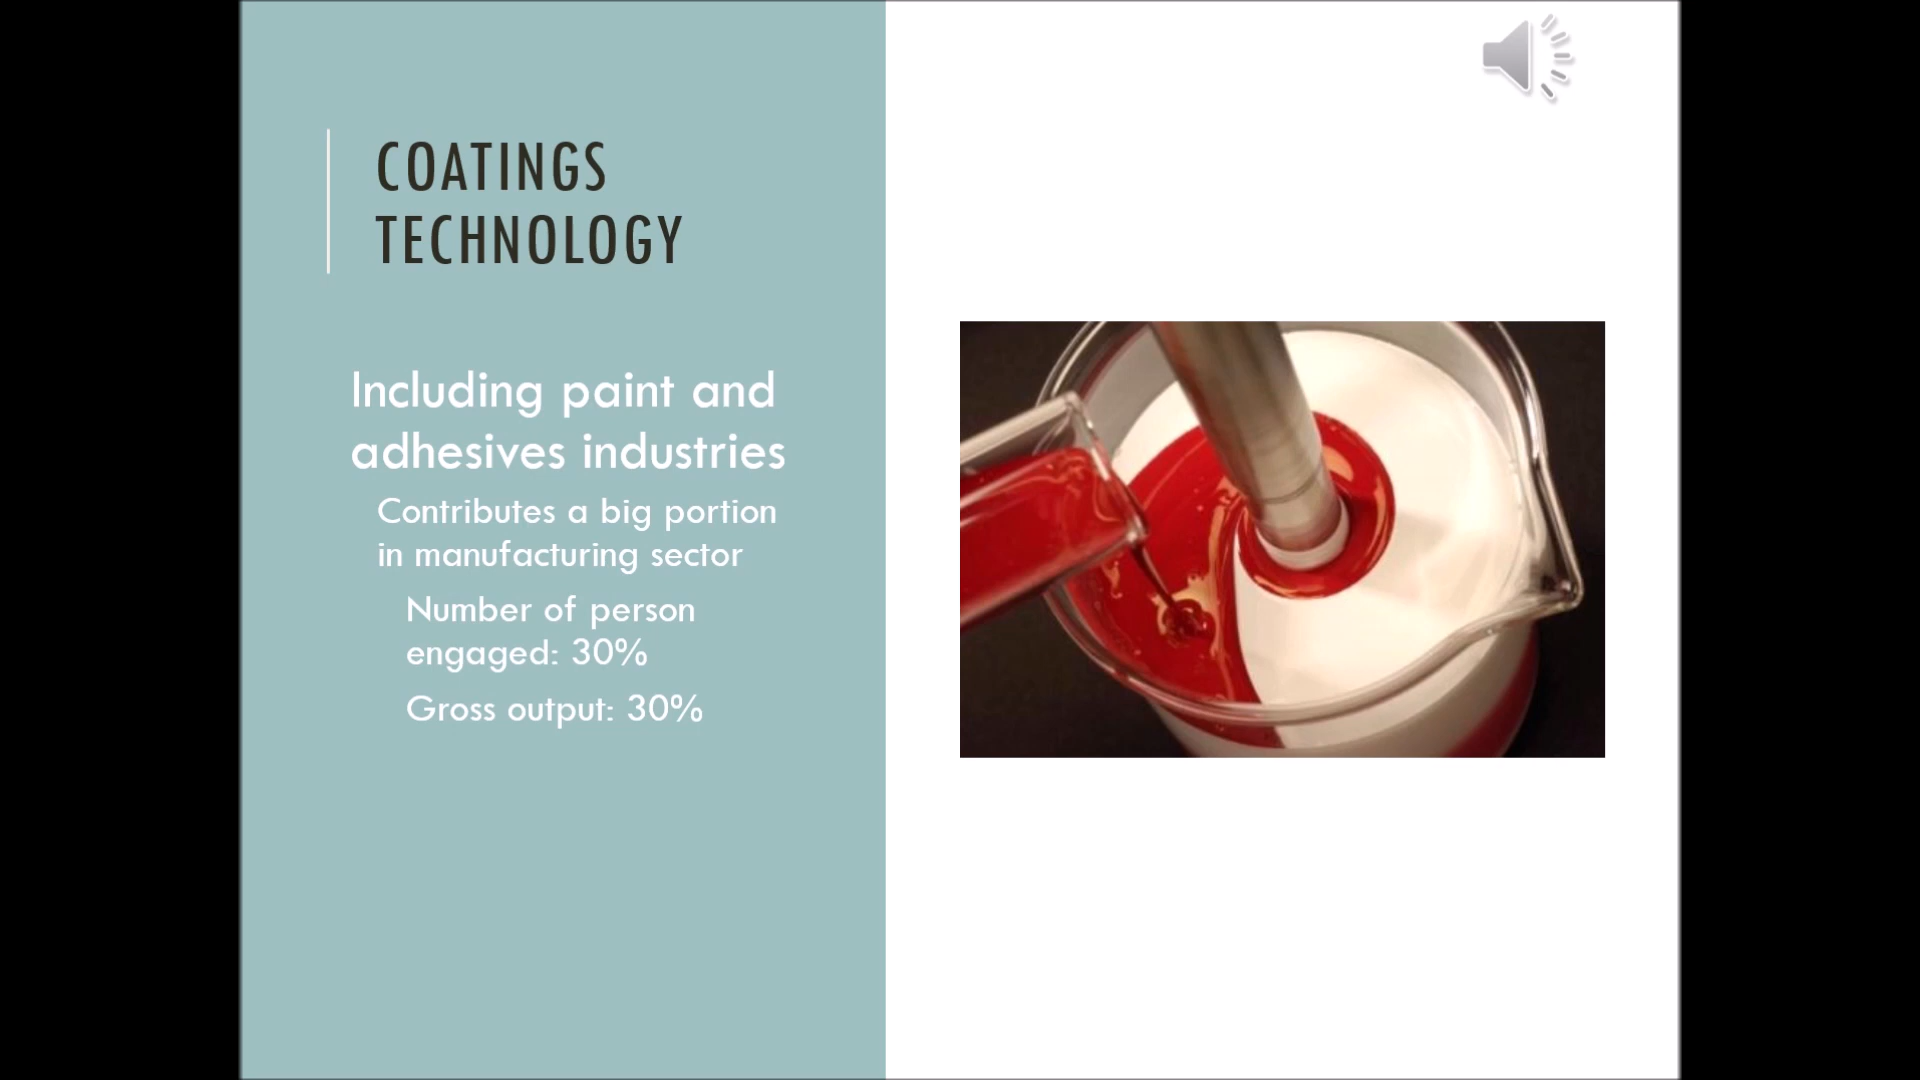 COATINGS
TECHNOLOGY
Including paint and
adhesives industries
Contributes a big portion
in manufacturing sector
Number of person
engaged: 30%
Gross output: 30%